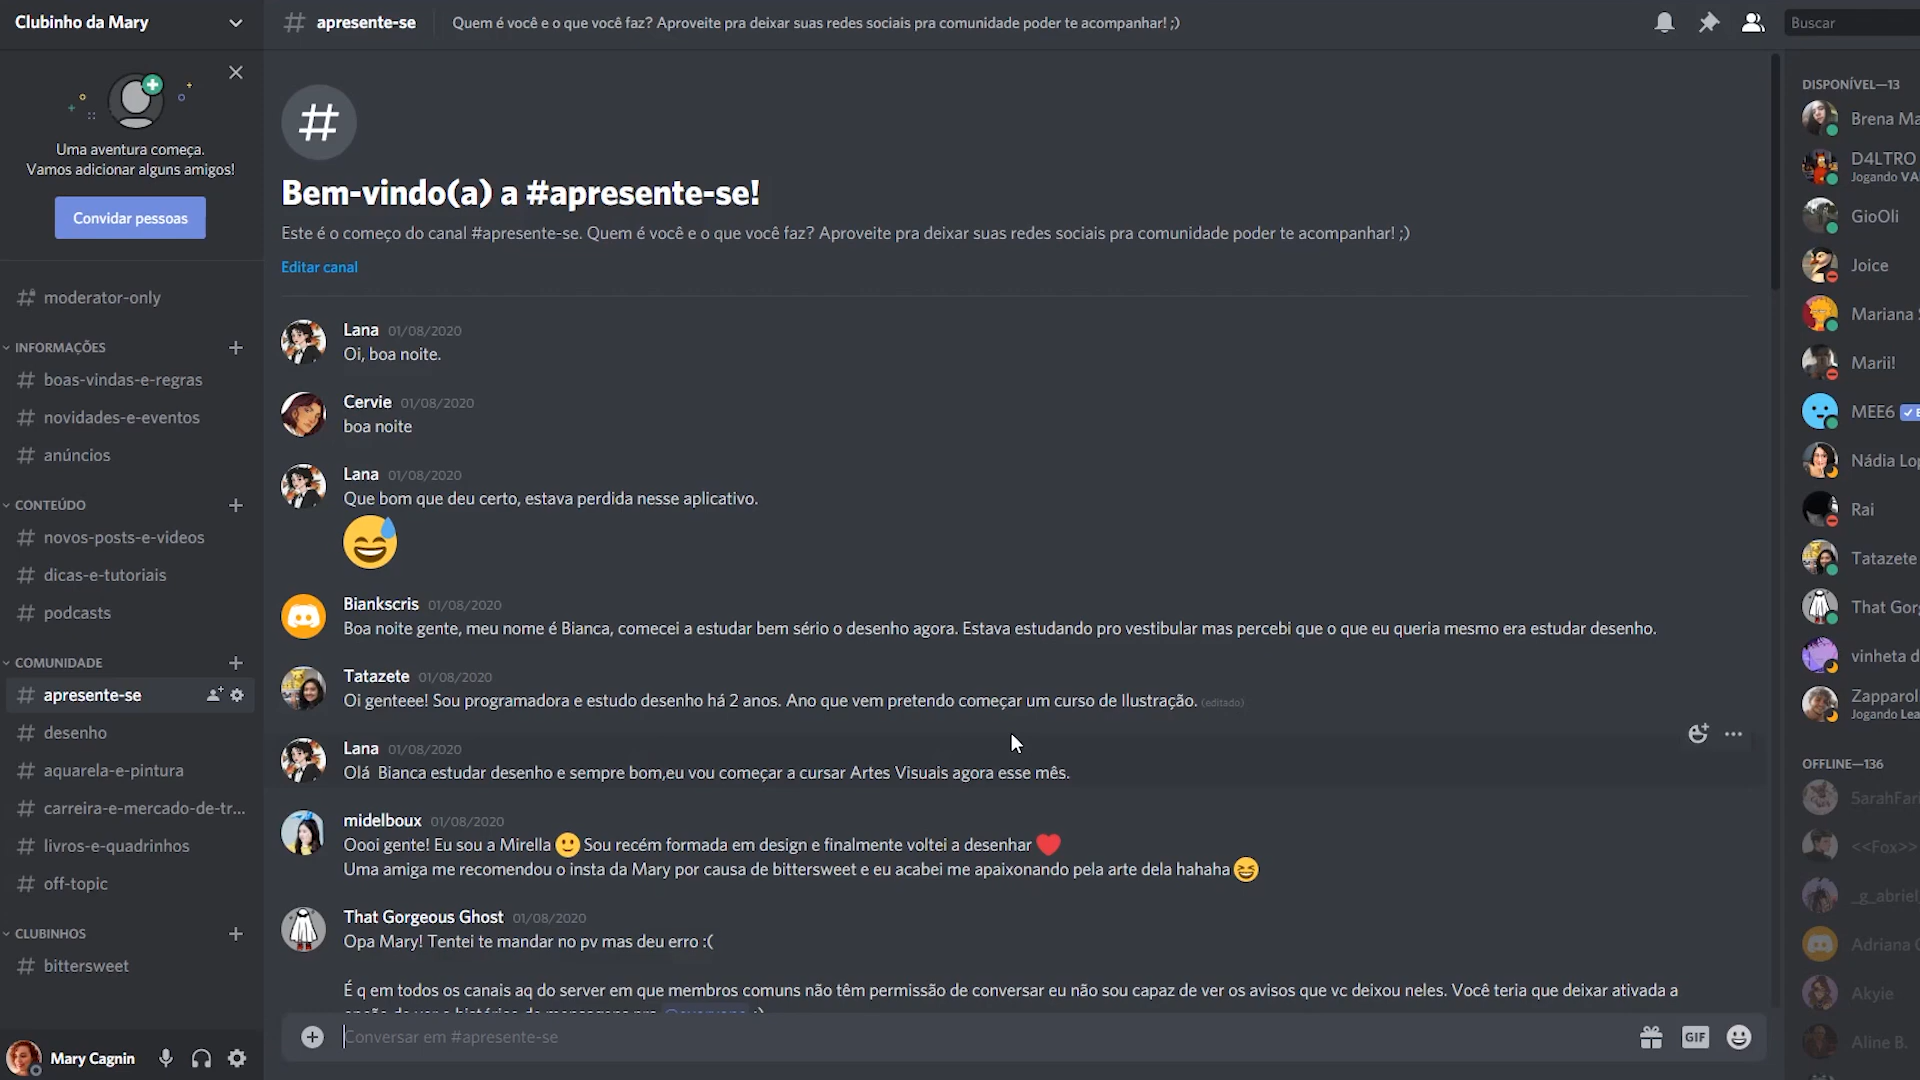 Clubinho da Mary
Uma aventura começa.
Vamos adicionar alguns amigos!
Convidar pessoas
moderator-only
INFORMAÇÕES
boas-vindas-e-regras
novidades-e-eventos
anúncios
CONTEÚDO
novos-posts-e-videos
dicas-e-tutoriais
podcasts
COMUNIDADE
apresente-se
desenho
aquarela-e-pintura
carreira-e-mercado-de-tr...
livros-e-quadrinhos
off-topic
CLUBINHOS
bittersweet
Mary Cagnin
# apresente-se Quem é você e o que você faz? Aproveite pra deixar suas redes sociais pra comunidade poder te acompanhar! ;)
Buscar
#
Bem-vindo(a) a #apresente-se!
Este é o começo do canal #apresente-se. Quem é você e o que você faz? Aproveite pra deixar suas redes sociais pra comunidade poder te acompanhar! ;)
Editar canal
Lana 01/08/2020
Oi, boa noite.
Cervie 01/08/2020
boa noite
Lana 01/08/2020
Que bom que deu certo, estava perdida nesse aplicativo.
Biankscris 01/08/2020
Boa noite gente, meu nome é Bianca, comecei a estudar bem sério o desenho agora. Estava estudando pro vestibular mas percebi que o que eu queria mesmo era estudar desenho.
Tatazete 01/08/2020
Oi genteee! Sou programadora e estudo desenho há 2 anos. Ano que vem pretendo começar um curso de Ilustração. (editado)
Lana 01/08/2020
Olá Bianca estudar desenho e sempre bom,eu vou começar a cursar Artes Visuais agora esse mês.
midelboux 01/08/2020
Oooi gente! Eu sou a Mirella 🙂 Sou recém formada em design e finalmente voltei a desenhar ❤️
Uma amiga me recomendou o insta da Mary por causa de bittersweet e eu acabei me apaixonando pela arte dela hahaha 😆
That Gorgeous Ghost 01/08/2020
Opa Mary! Tentei te mandar no pv mas deu erro :(
É q em todos os canais aq do server em que membros comuns não têm permissão de conversar eu não sou capaz de ver os avisos que vc deixou neles. Você teria que deixar ativada a
Conversar em #apresente-se
GIF
DISPONÍVEL—13
Brena Ma
D4LTRO
Jogando VA
GioOli
Joice
Mariana S
Marii!
MEE6
Nádia Lop
Rai
Tatazete
That Gorg
vinheta d
Zapparol
Jogando Lea
OFFLINE—136
5arahFari
<<Fox>>
_g_abriel
Adriana C
Akyie
Aline B.